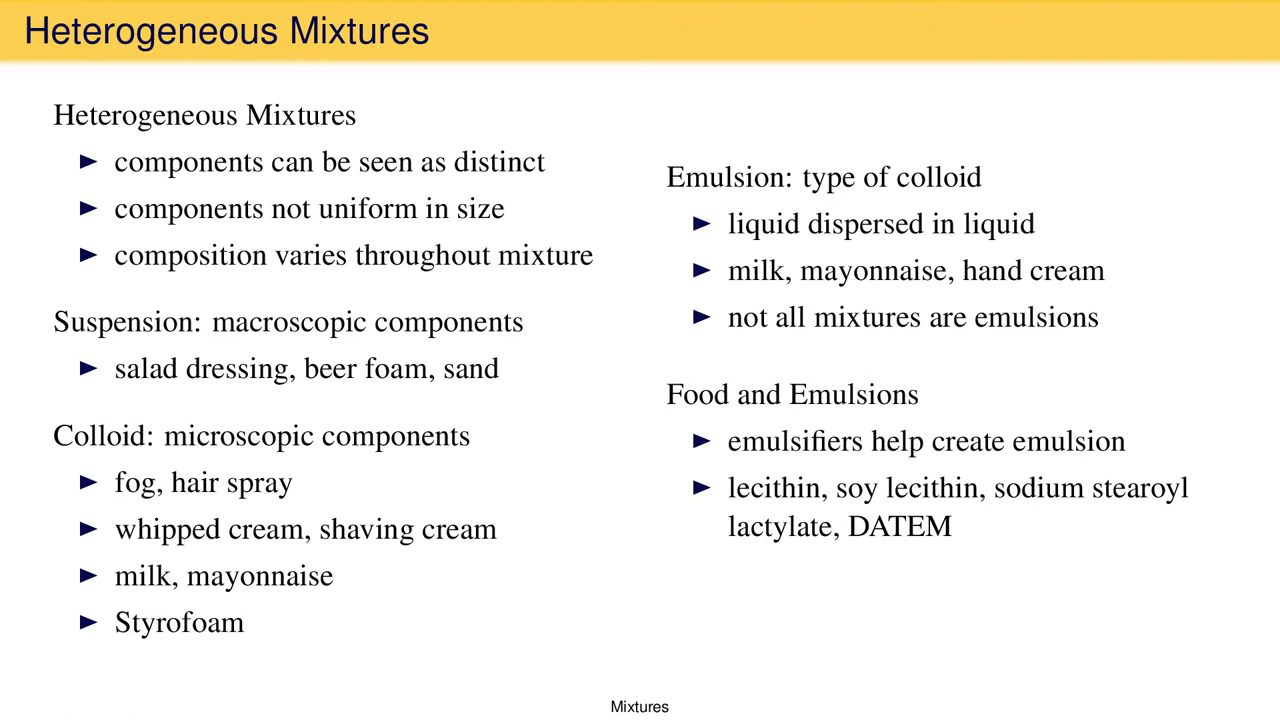 Heterogeneous Mixtures
Heterogeneous Mixtures
▶ components can be seen as distinct
▶ components not uniform in size
▶ composition varies throughout mixture
Suspension: macroscopic components
▶ salad dressing, beer foam, sand
Colloid: microscopic components
▶ fog, hair spray
▶ whipped cream, shaving cream
▶ milk, mayonnaise
▶ Styrofoam
Emulsion: type of colloid
▶ liquid dispersed in liquid
▶ milk, mayonnaise, hand cream
▶ not all mixtures are emulsions
Food and Emulsions
▶ emulsifiers help create emulsion
▶ lecithin, soy lecithin, sodium stearoyl
lactylate, DATEM
Mixtures